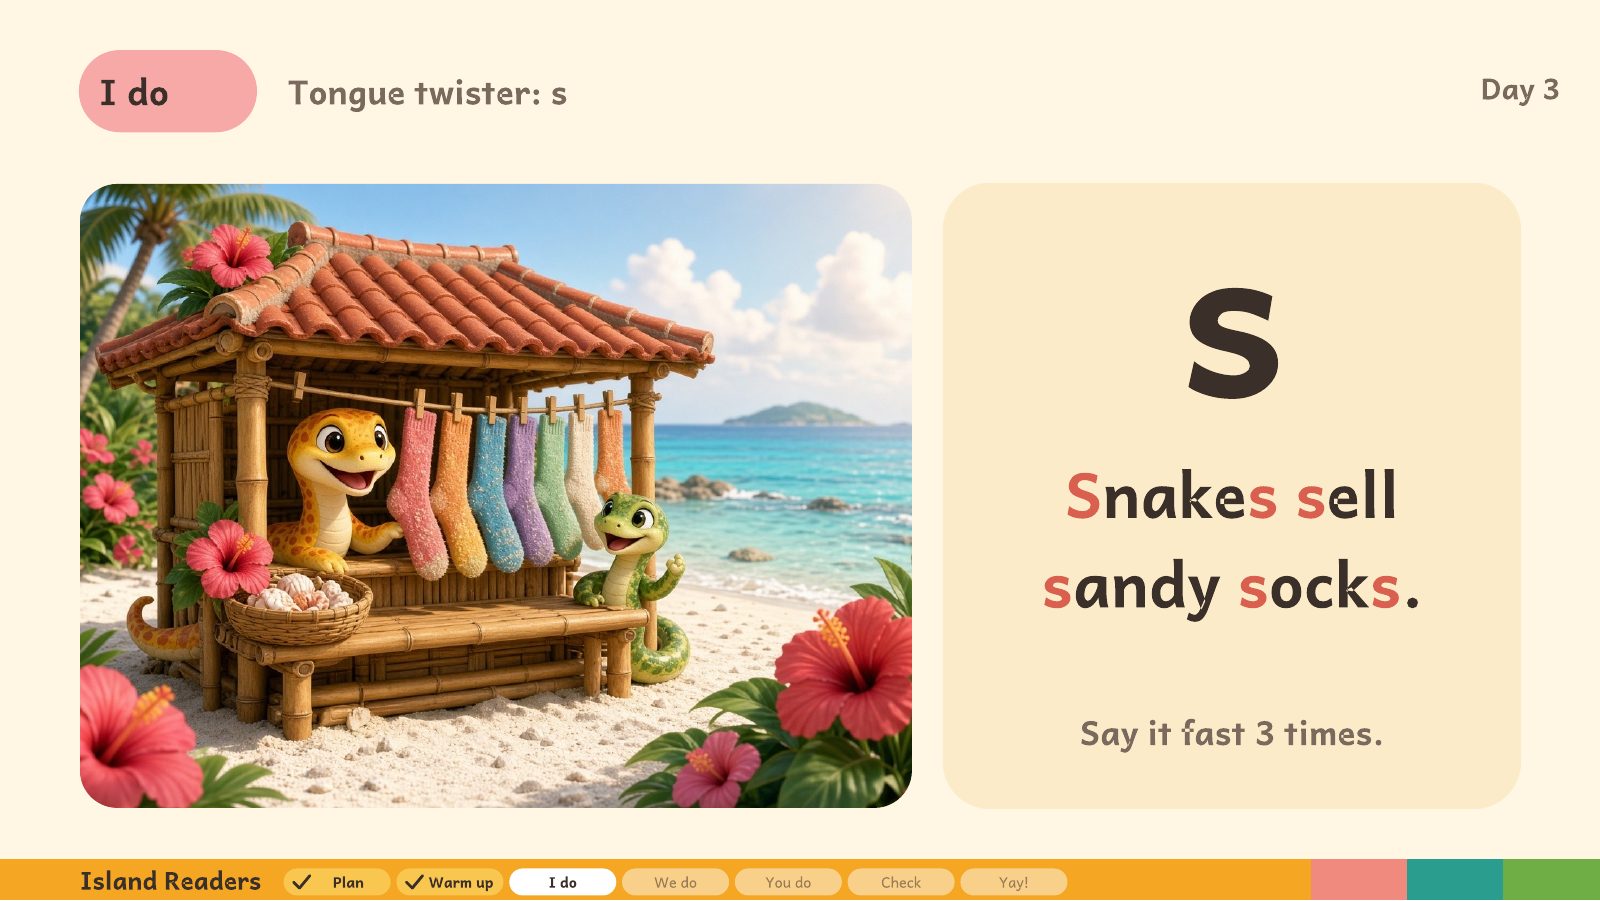 I do
Tongue twister: s
Day 3
s
Snakes sell
sandy socks.
Say it fast 3 times.
Island Readers
Plan
Warm up
I do
We do
You do
Check
Yay!